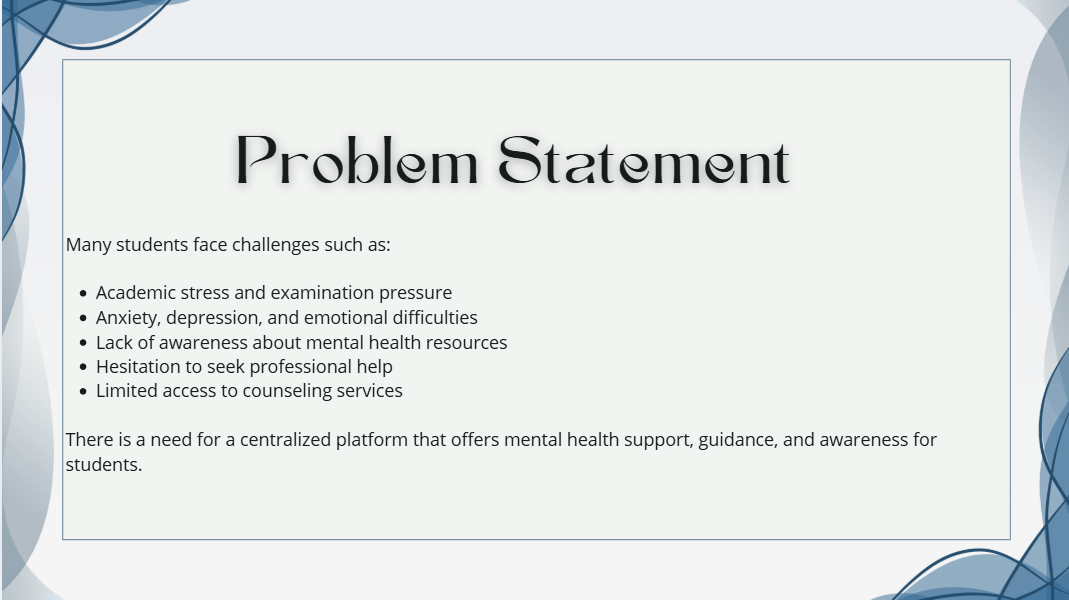 Problem Statement
Many students face challenges such as:
• Academic stress and examination pressure
• Anxiety, depression, and emotional difficulties
• Lack of awareness about mental health resources
• Hesitation to seek professional help
• Limited access to counseling services
There is a need for a centralized platform that offers mental health support, guidance, and awareness for
students.